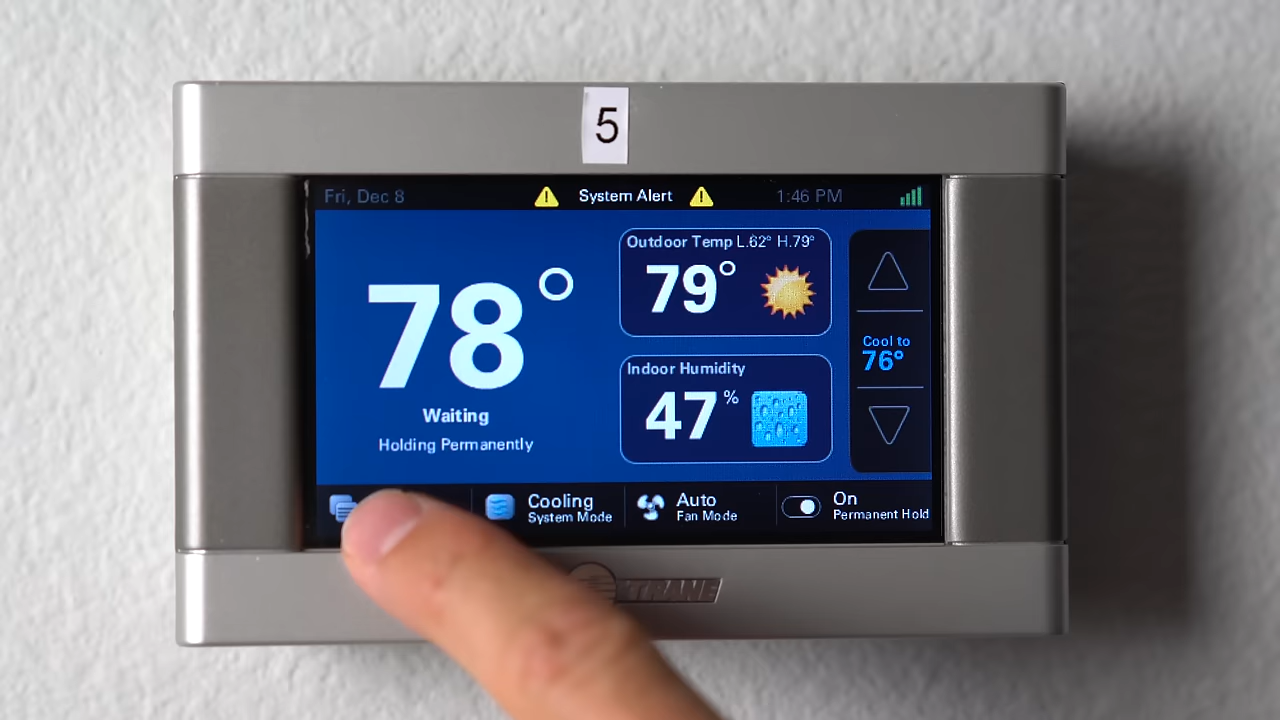 5
Fri, Dec 8
System Alert
1:46 PM
78°
Waiting
Holding Permanently
Outdoor Temp L.62° H.79°
79°
Indoor Humidity
47%
Cool to
76°
Cooling
System Mode
Auto
Fan Mode
On
Permanent Hold
TRANE